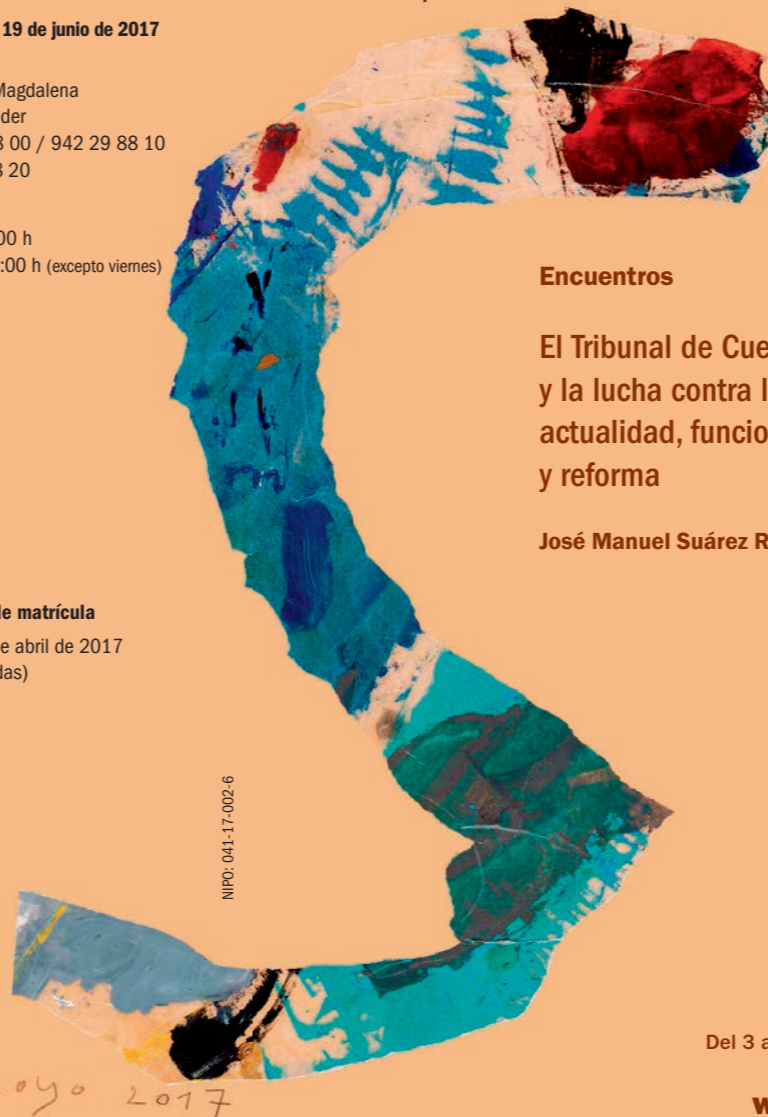 19 de junio de 2017
Magdalena
der
00 / 942 29 88 10
20
00 h
:00 h (excepto viernes)
de matrícula
e abril de 2017
das)
NIPO: 041-17-002-6
oyo 2017
Encuentros
El Tribunal de Cue
y la lucha contra l
actualidad, funcio
y reforma
José Manuel Suárez R
Del 3 a
w